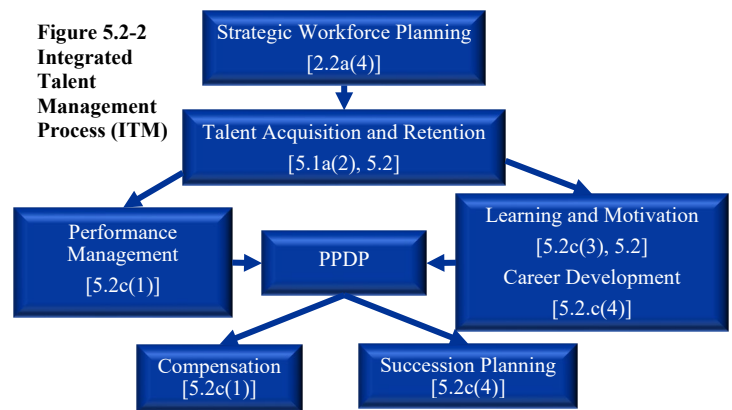 Figure 5.2-2
Integrated
Talent
Management
Process (ITM)
Strategic Workforce Planning
[2.2a(4)]
Talent Acquisition and Retention
[5.1a(2), 5.2]
Performance
Management
[5.2c(1)]
PPDP
Learning and Motivation
[5.2c(3), 5.2]
Career Development
[5.2.c(4)]
Compensation
[5.2c(1)]
Succession Planning
[5.2c(4)]